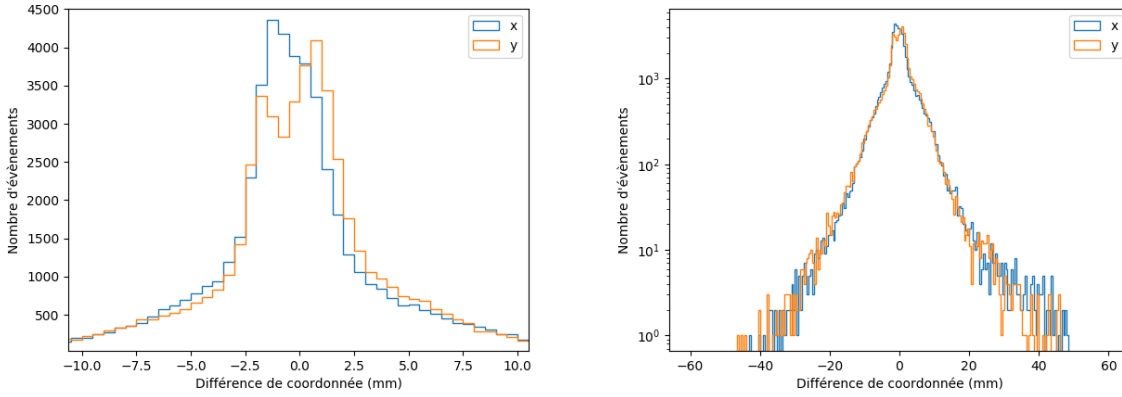 4500
4000
3500
3000
2500
2000
1500
1000
500
Nombre d'évènements
x
y
−10.0 −7.5 −5.0 −2.5 0.0 2.5 5.0 7.5 10.0
Différence de coordonnée (mm)
10³
10²
10¹
10⁰
Nombre d'évènements
x
y
−60 −40 −20 0 20 40 60
Différence de coordonnée (mm)